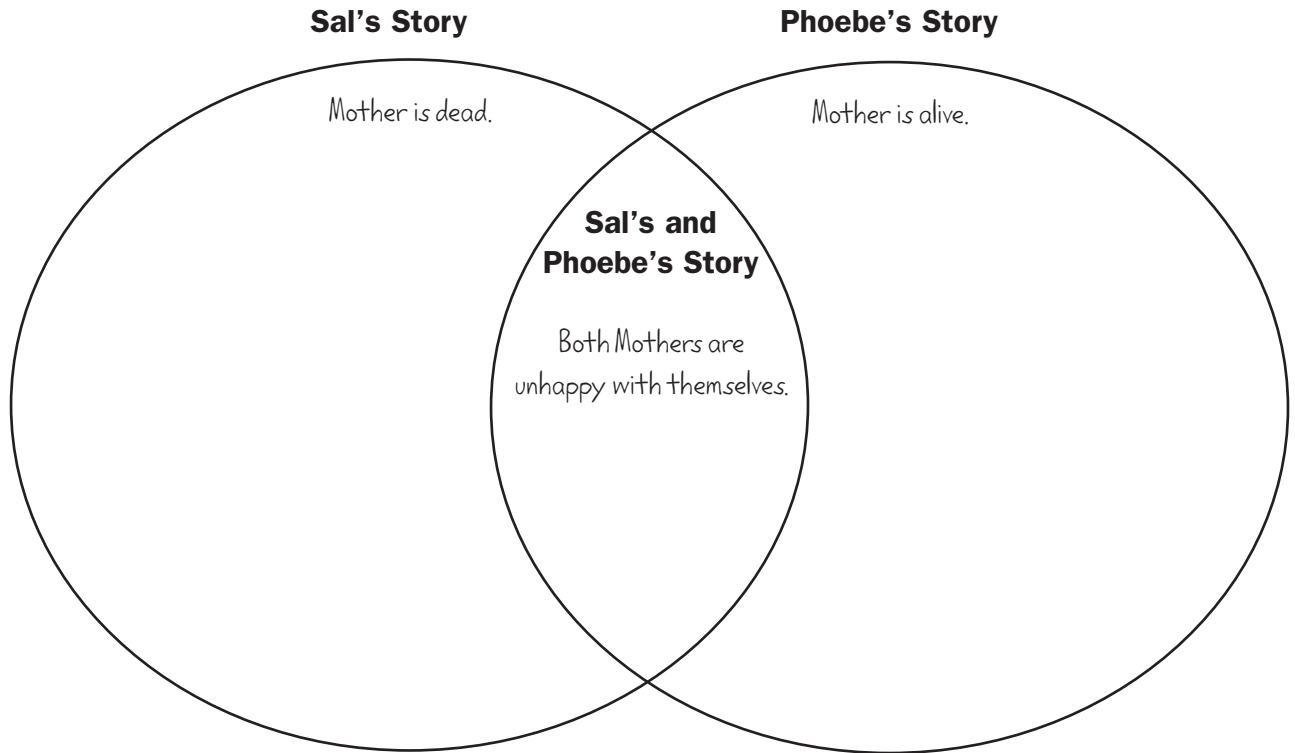 Sal’s Story
Phoebe’s Story
Mother is dead.
Mother is alive.
Sal’s and
Phoebe’s Story
Both Mothers are
unhappy with themselves.